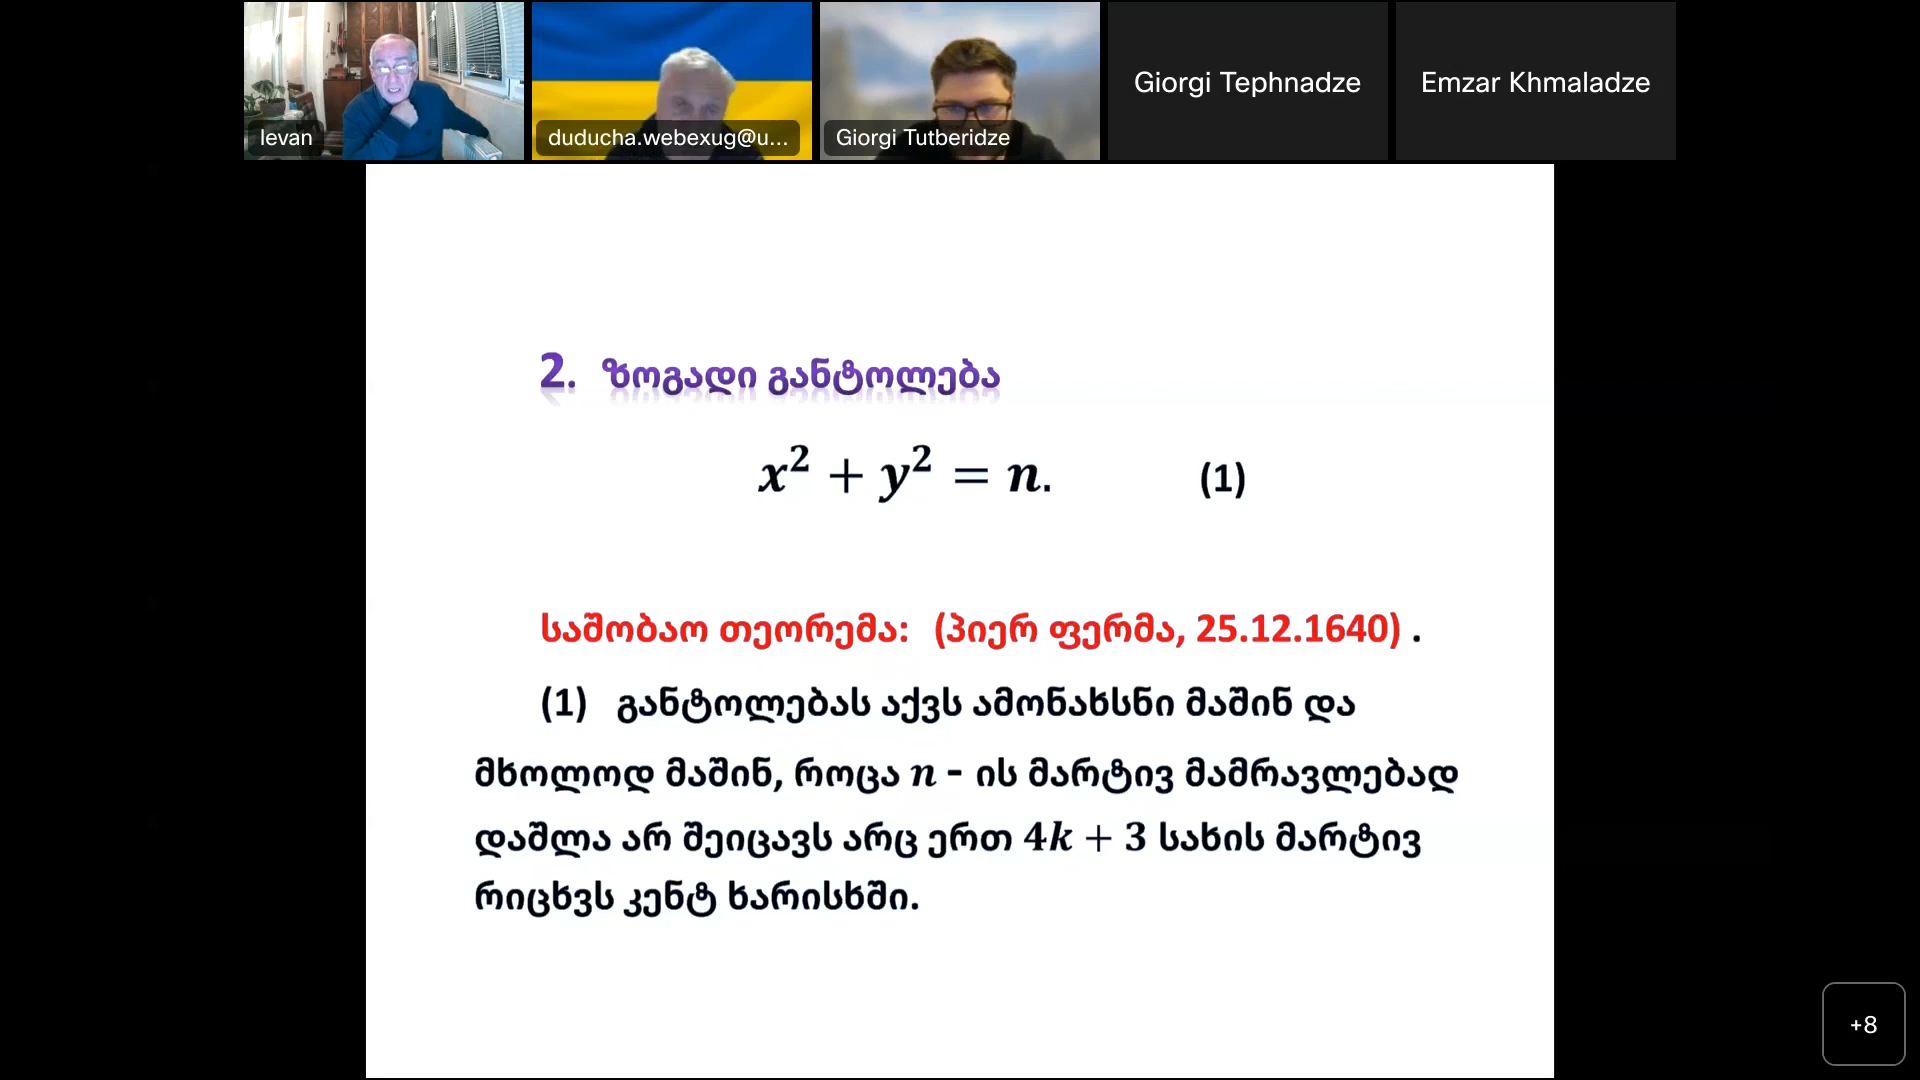 levan
duducha.webexug@u...
Giorgi Tutberidze
Giorgi Tephnadze
Emzar Khmaladze
2. ზოგადი განტოლება
x² + y² = n. (1)
საშობაო თეორემა: (პიერ ფერმა, 25.12.1640) .
(1) განტოლებას აქვს ამონახსნი მაშინ და
მხოლოდ მაშინ, როცა n - ის მარტივ მამრავლებად
დაშლა არ შეიცავს არც ერთ 4k + 3 სახის მარტივ
რიცხვს კენტ ხარისხში.
+8